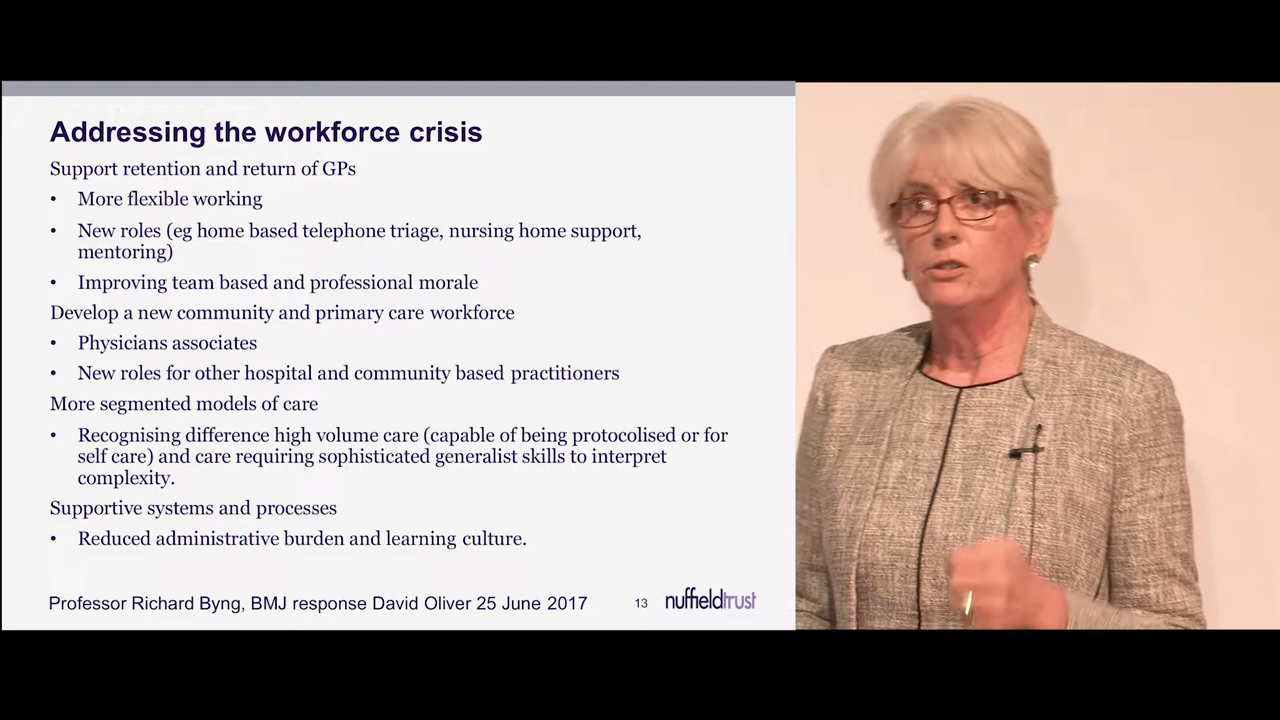 Addressing the workforce crisis
Support retention and return of GPs
• More flexible working
• New roles (eg home based telephone triage, nursing home support,
mentoring)
• Improving team based and professional morale
Develop a new community and primary care workforce
• Physicians associates
• New roles for other hospital and community based practitioners
More segmented models of care
• Recognising difference high volume care (capable of being protocolised or for
self care) and care requiring sophisticated generalist skills to interpret
complexity.
Supportive systems and processes
• Reduced administrative burden and learning culture.
Professor Richard Byng, BMJ response David Oliver 25 June 2017
13
nuffieldtrust